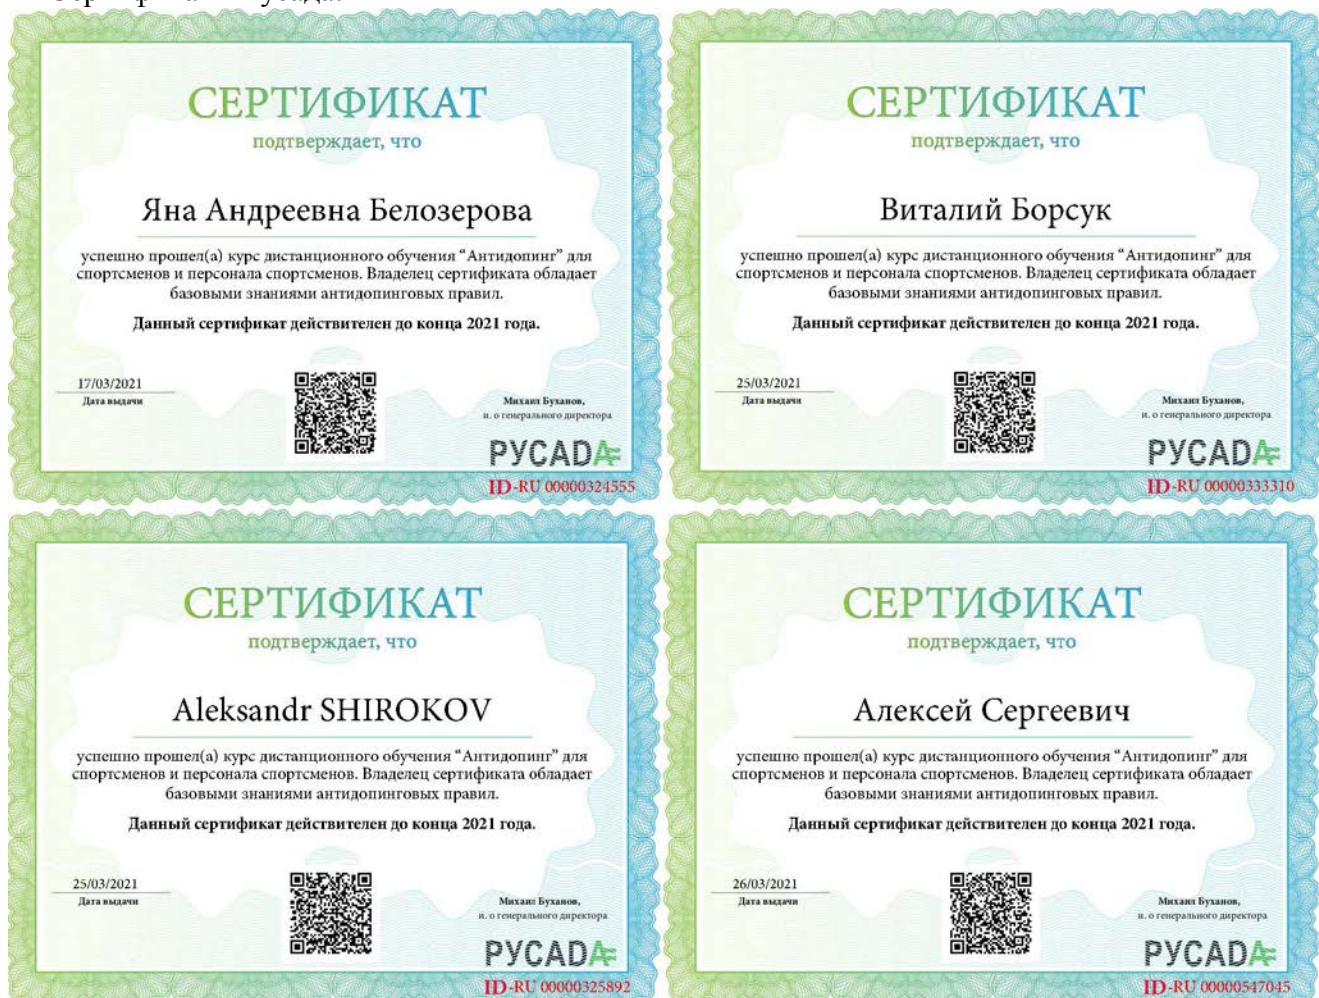 СЕРТИФИКАТ
подтверждает, что
Яна Андреевна Белозерова
успешно прошел(а) курс дистанционного обучения “Антидопинг” для
спортсменов и персонала спортсменов. Владелец сертификата обладает
базовыми знаниями антидопинговых правил.
Данный сертификат действителен до конца 2021 года.
17/03/2021
Дата выдачи
Михаил Буханов,
и. о генерального директора
РУСАДА
ID-RU 00000324555
СЕРТИФИКАТ
подтверждает, что
Виталий Борсук
успешно прошел(а) курс дистанционного обучения “Антидопинг” для
спортсменов и персонала спортсменов. Владелец сертификата обладает
базовыми знаниями антидопинговых правил.
Данный сертификат действителен до конца 2021 года.
25/03/2021
Дата выдачи
Михаил Буханов,
и. о генерального директора
РУСАДА
ID-RU 00000333310
СЕРТИФИКАТ
подтверждает, что
Aleksandr SHIROKOV
успешно прошел(а) курс дистанционного обучения “Антидопинг” для
спортсменов и персонала спортсменов. Владелец сертификата обладает
базовыми знаниями антидопинговых правил.
Данный сертификат действителен до конца 2021 года.
25/03/2021
Дата выдачи
Михаил Буханов,
и. о генерального директора
РУСАДА
ID-RU 00000325892
СЕРТИФИКАТ
подтверждает, что
Алексей Сергеевич
успешно прошел(а) курс дистанционного обучения “Антидопинг” для
спортсменов и персонала спортсменов. Владелец сертификата обладает
базовыми знаниями антидопинговых правил.
Данный сертификат действителен до конца 2021 года.
26/03/2021
Дата выдачи
Михаил Буханов,
и. о генерального директора
РУСАДА
ID-RU 00000547045